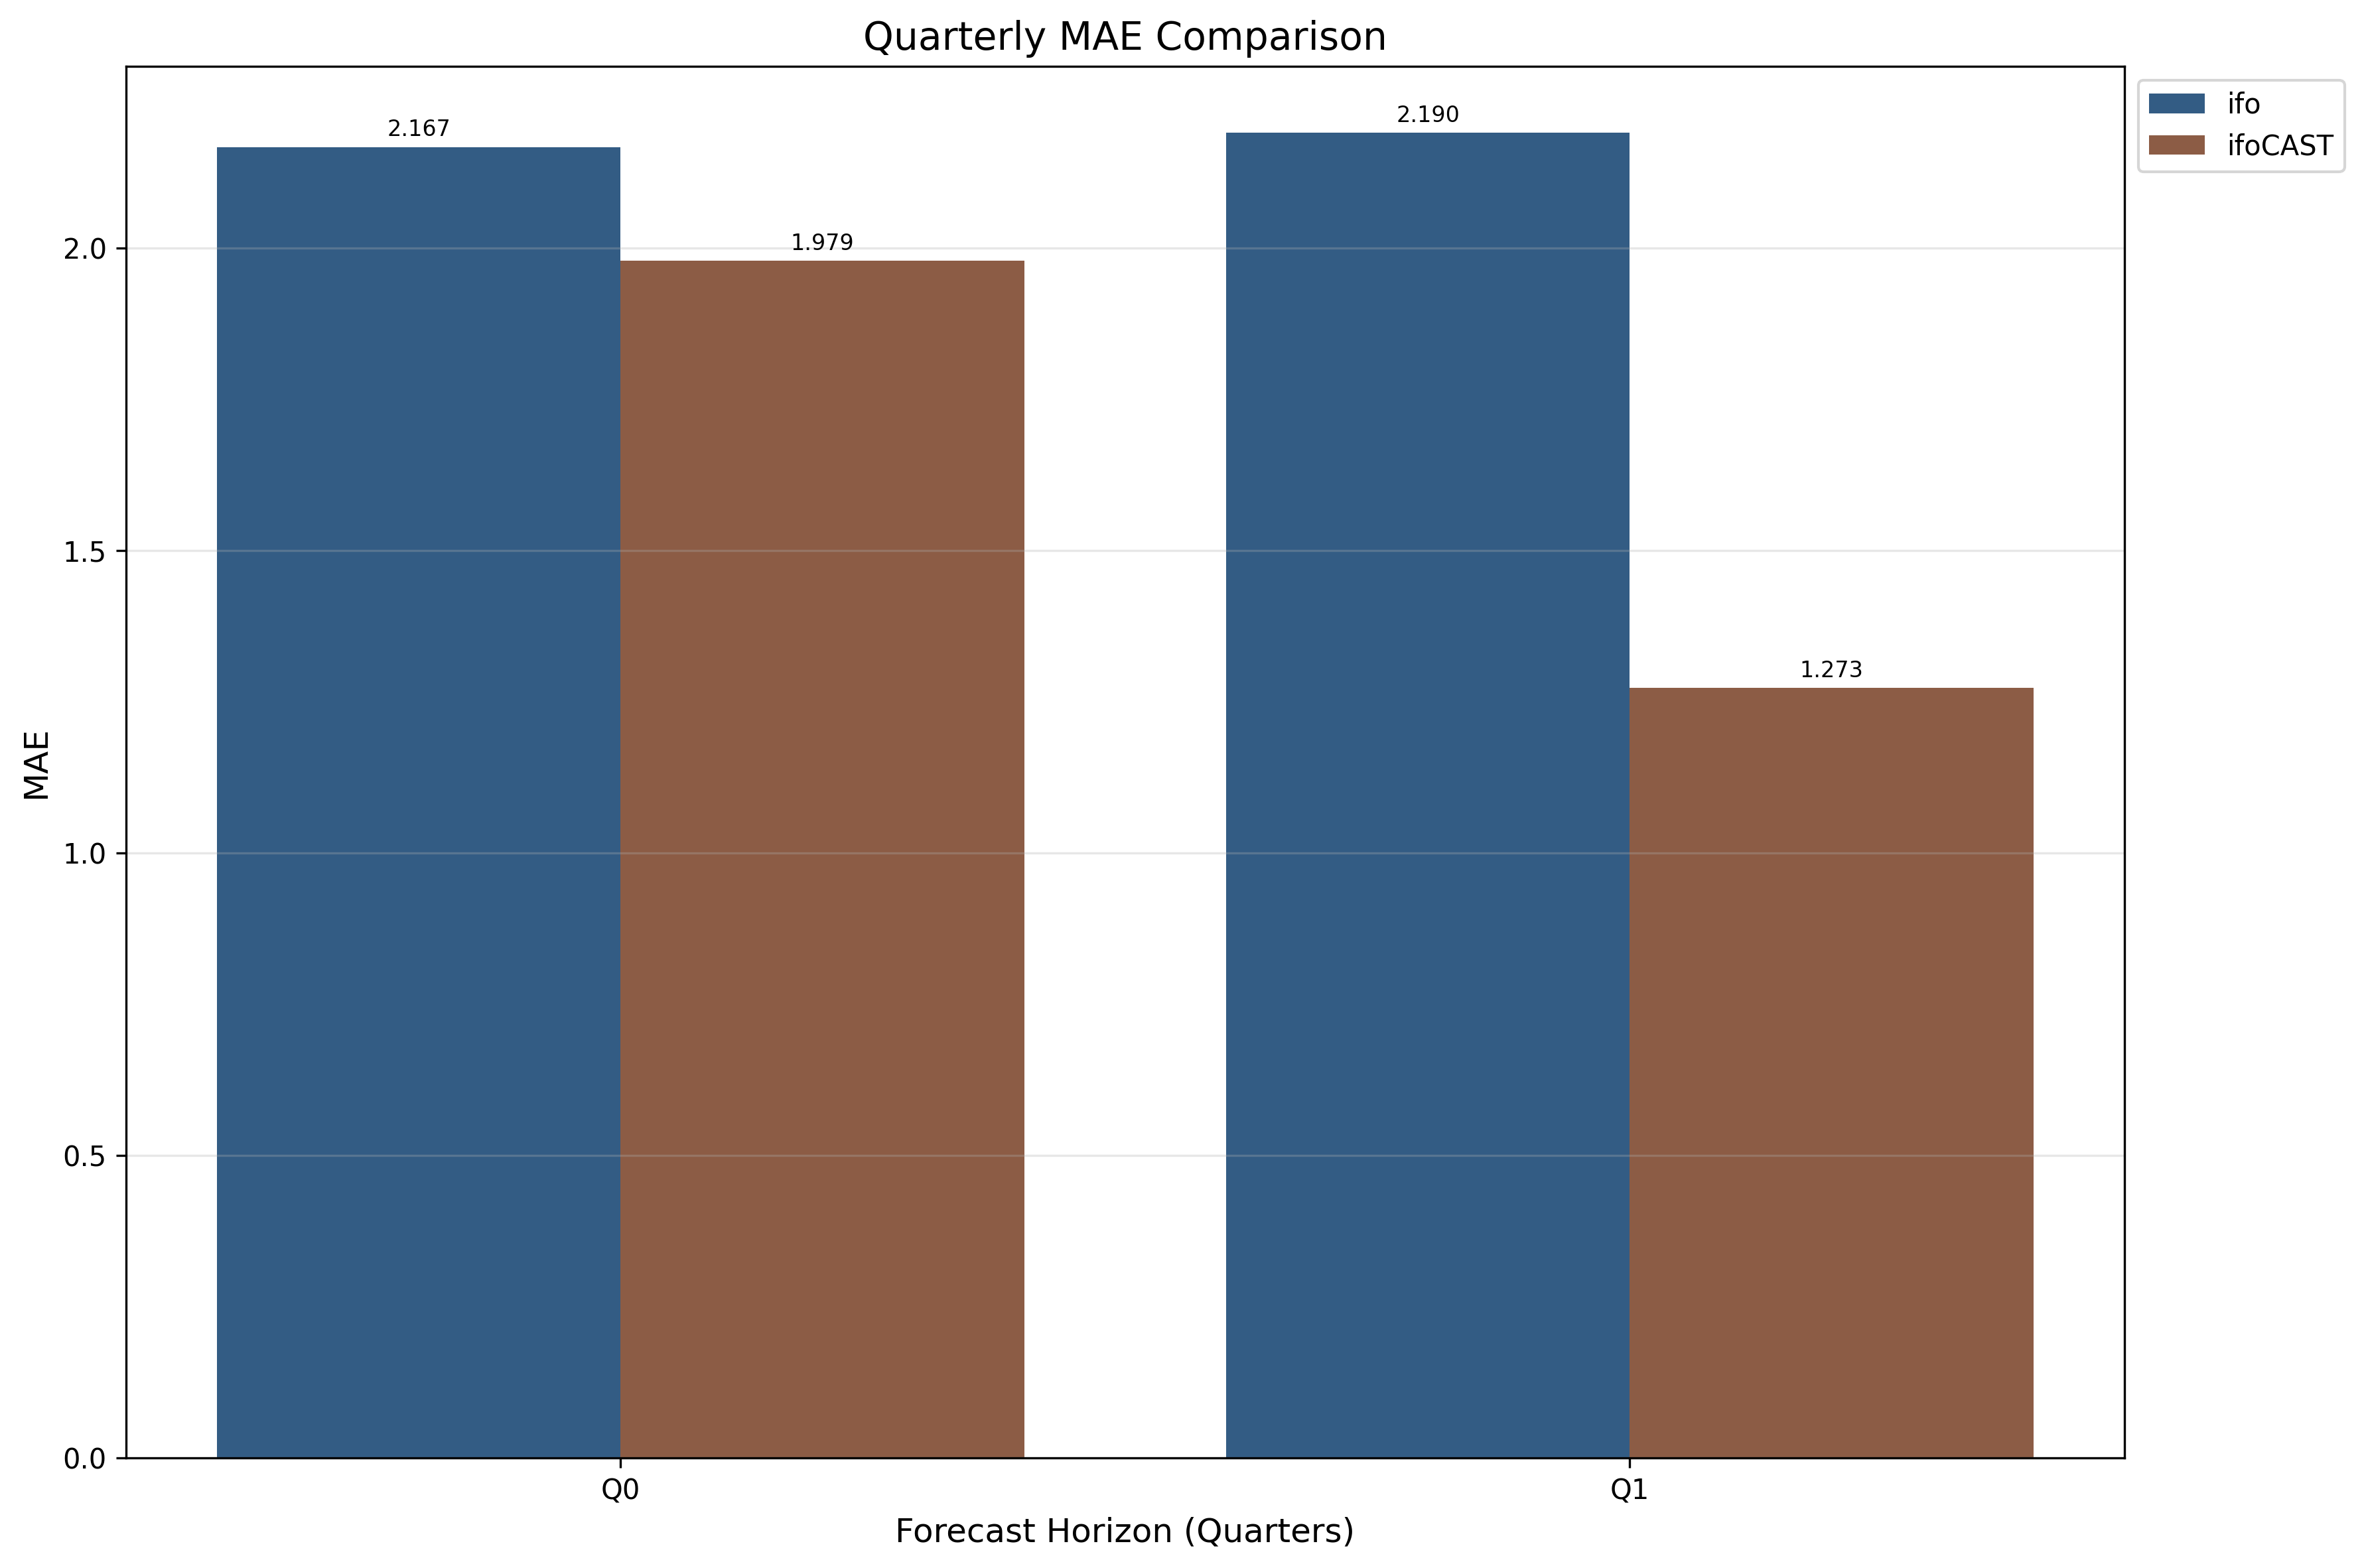 Quarterly MAE Comparison
ifo
ifoCAST
2.167
1.979
2.190
1.273
MAE
2.0
1.5
1.0
0.5
0.0
Q0
Q1
Forecast Horizon (Quarters)